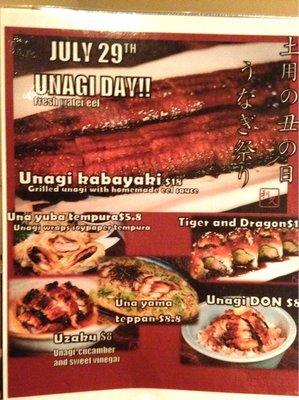 JULY 29TH
UNAGI DAY!!
fresh water eel
土用の丑の日
うなぎ祭り
Unagi kabayaki $18
Grilled unagi with homemade eel sauce
Una yuba tempura $5.8
Unagi wraps soypaper tempura
Tiger and Dragon $1
Una yama
teppan $8.8
Unagi DON $
Uzaku $8
Unagi cucumber
and sweet vinegar